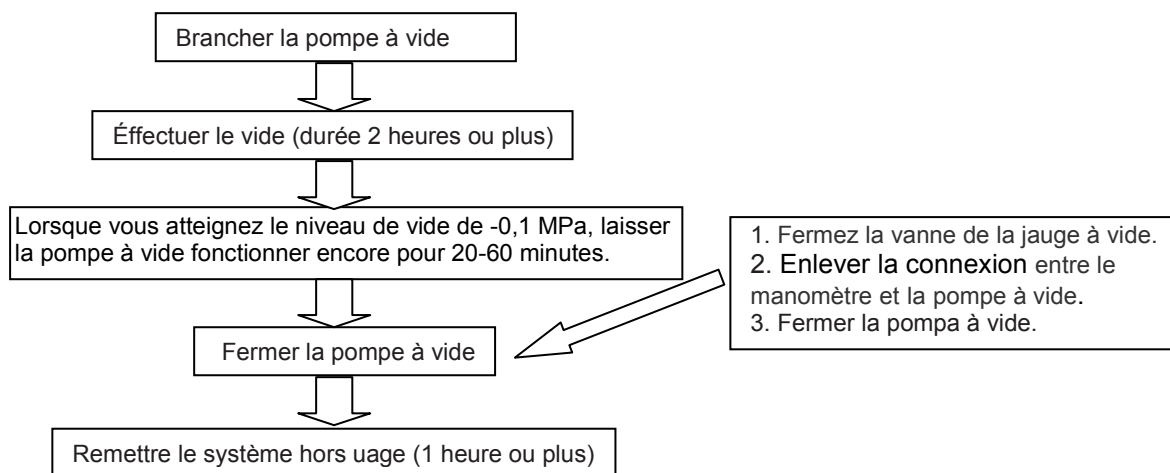 Brancher la pompe à vide
Éffectuer le vide (durée 2 heures ou plus)
Lorsque vous atteignez le niveau de vide de -0,1 MPa, laisser
la pompe à vide fonctionner encore pour 20-60 minutes.
1. Fermez la vanne de la jauge à vide.
2. Enlever la connexion entre le
manomètre et la pompe à vide.
3. Fermer la pompa à vide.
Fermer la pompe à vide
Remettre le système hors uage (1 heure ou plus)